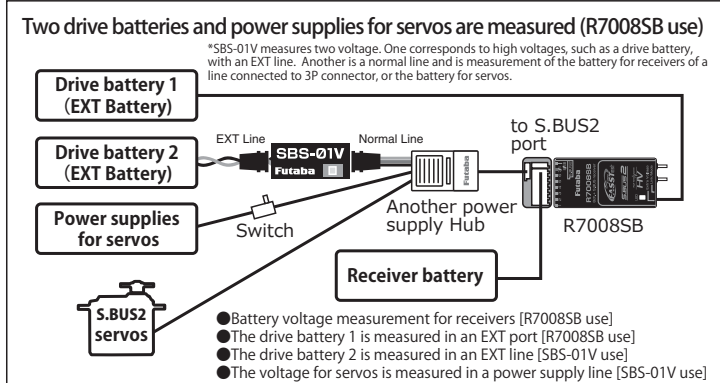 Two drive batteries and power supplies for servos are measured (R7008SB use)
*SBS-01V measures two voltage. One corresponds to high voltages, such as a drive battery,
with an EXT line. Another is a normal line and is measurement of the battery for receivers of a
line connected to 3P connector, or the battery for servos.
Drive battery 1
(EXT Battery)
Drive battery 2
(EXT Battery)
EXT Line
SBS-01V
Futaba
Normal Line
Futaba
to S.BUS2
port
Futaba
R7008SB
FASSTest
S.BUS2
HV
R7008SB
Another power
supply Hub
Power supplies
for servos
Switch
Receiver battery
S.BUS2
servos
●Battery voltage measurement for receivers [R7008SB use]
●The drive battery 1 is measured in an EXT port [R7008SB use]
●The drive battery 2 is measured in an EXT line [SBS-01V use]
●The voltage for servos is measured in a power supply line [SBS-01V use]